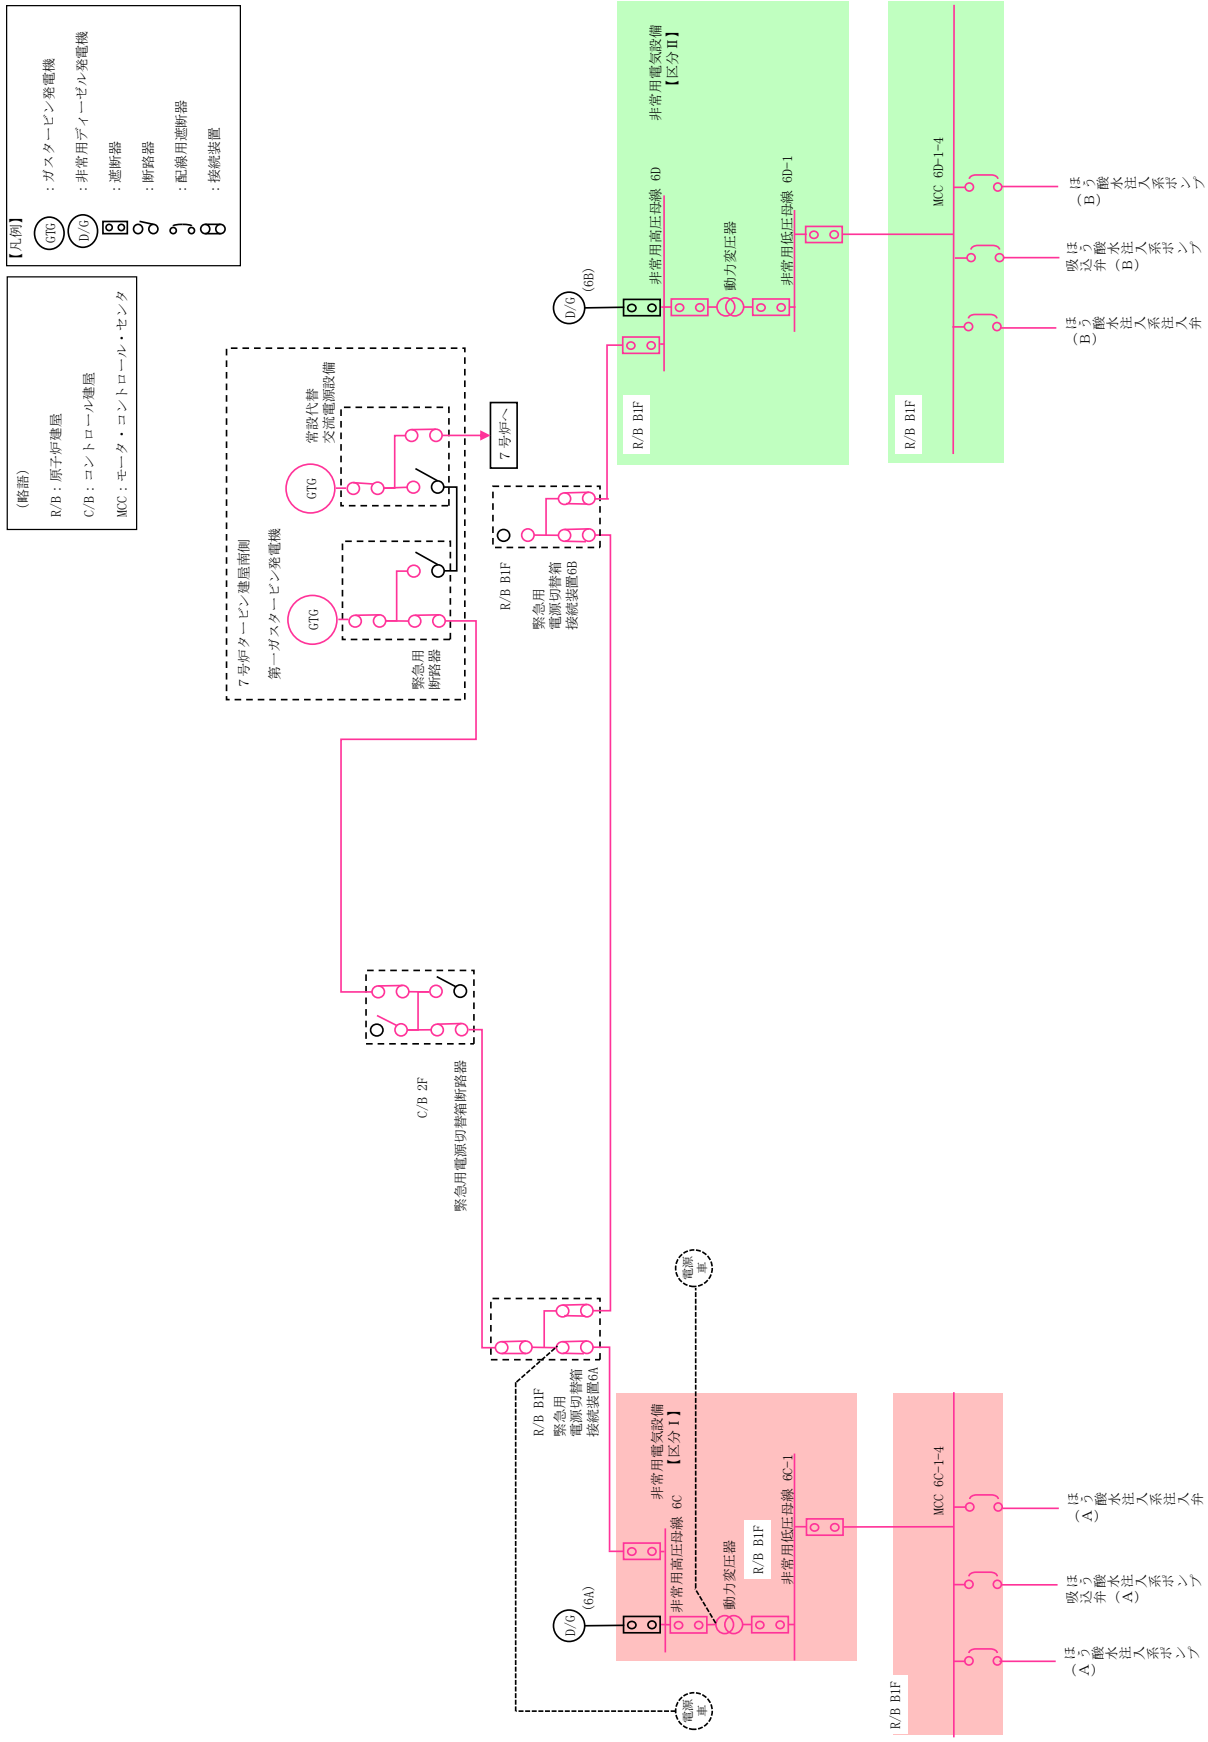 【凡例】
GTG
：ガスタービン発電機
D/G
：非常用ディーゼル発電機
：遮断器
：断路器
：配線用遮断器
：接続装置
(略語)
R/B：原子炉建屋
C/B：コントロール建屋
MCC：モータ・コントロール・センタ
7号炉タービン建屋南側
第一ガスタービン発電機
GTG
GTG
常設代替
交流電源設備
緊急用
断路器
7号炉へ
C/B 2F
緊急用電源切替箱断路器
R/B B1F
緊急用
電源切替箱
接続装置6A
R/B B1F
緊急用
電源切替箱
接続装置6B
電源
車
電源
車
D/G
(6A)
非常用電気設備
【区分Ⅰ】
非常用高圧母線 6C
動力変圧器
R/B B1F
非常用低圧母線 6C-1
MCC 6C-1-4
R/B B1F
ほう酸水注入系ポンプ
(A)
ほう酸水注入系ポンプ
吸込弁(A)
ほう酸水注入系注入弁
(A)
D/G
(6B)
非常用電気設備
【区分Ⅱ】
非常用高圧母線 6D
動力変圧器
R/B B1F
非常用低圧母線 6D-1
MCC 6D-1-4
R/B B1F
ほう酸水注入系注入弁
(B)
ほう酸水注入系ポンプ
吸込弁(B)
ほう酸水注入系ポンプ
(B)